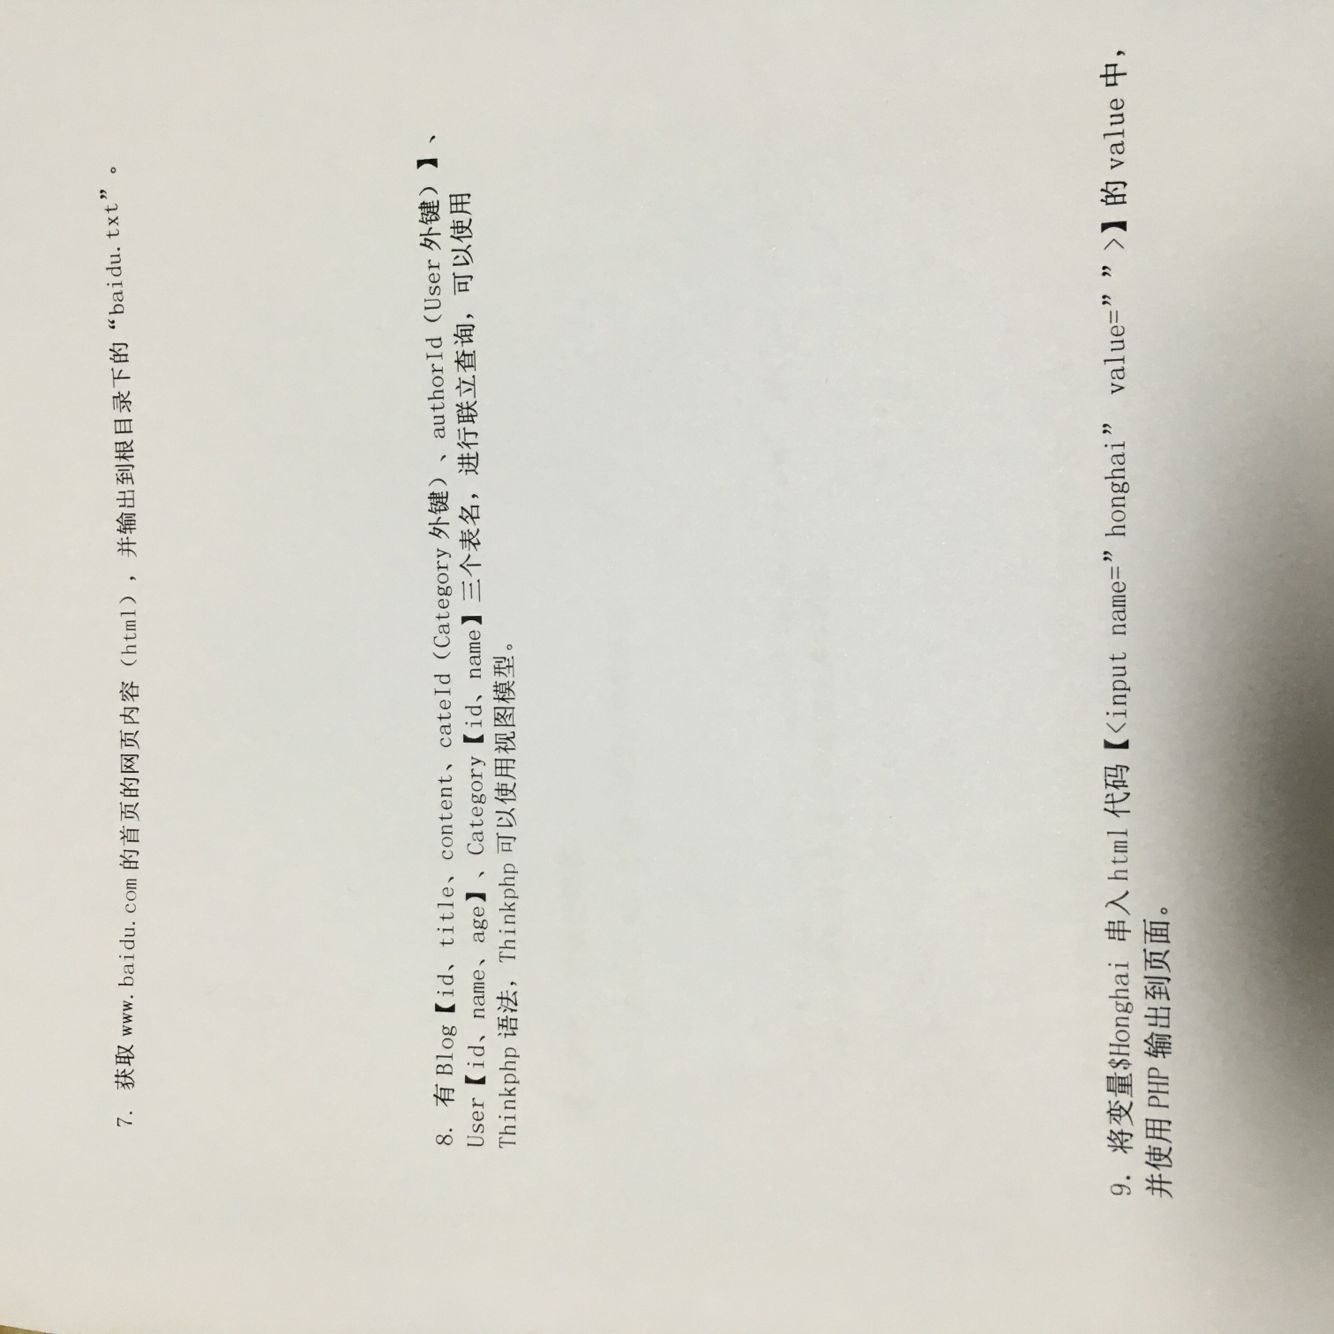 7. 获取 www.baidu.com 的首页的网页内容（html），并输出到根目录下的“baidu.txt”。
8. 有 Blog【id、title、content、cateId（Category 外键）、authorId（User 外键）】、
User【id、name、age】、Category【id、name】三个表名，进行联立查询，可以使用
Thinkphp 语法，Thinkphp 可以使用视图模型。
9. 将变量$Honghai 串入 html 代码【<input name=”honghai” value=””>】的 value 中，
并使用 PHP 输出到页面。